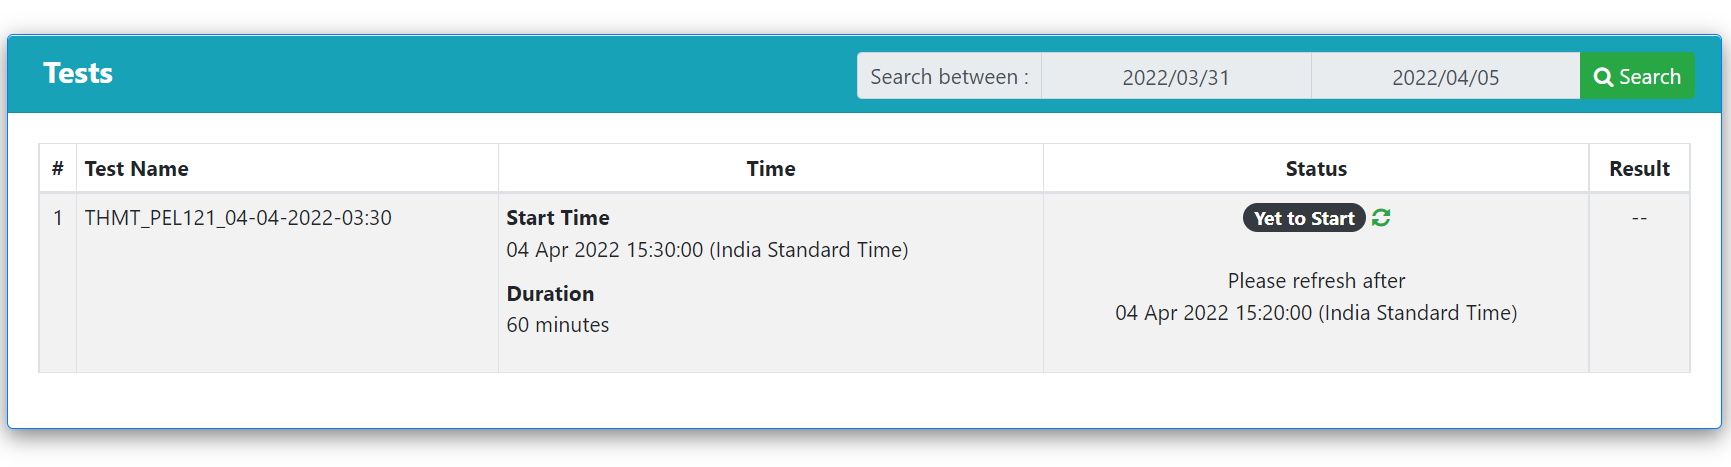 Tests
Search between :
2022/03/31
2022/04/05
Search
# Test Name Time Status Result
1 THMT_PEL121_04-04-2022-03:30
Start Time
04 Apr 2022 15:30:00 (India Standard Time)
Duration
60 minutes
Yet to Start
Please refresh after
04 Apr 2022 15:20:00 (India Standard Time)
--